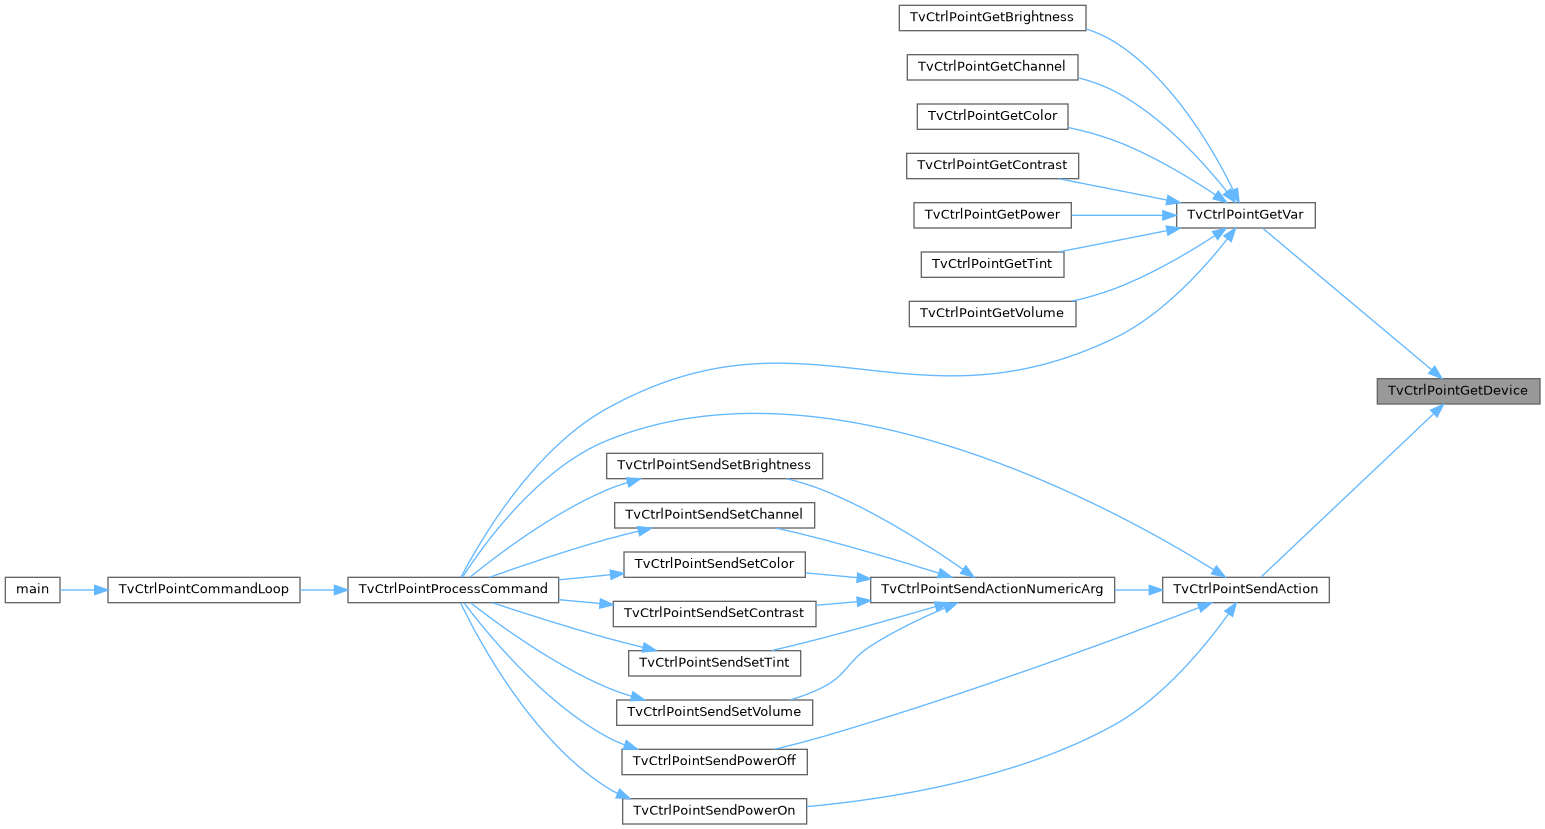 TvCtrlPointGetBrightness
TvCtrlPointGetChannel
TvCtrlPointGetColor
TvCtrlPointGetContrast
TvCtrlPointGetPower
TvCtrlPointGetVar
TvCtrlPointGetTint
TvCtrlPointGetVolume
TvCtrlPointGetDevice
TvCtrlPointSendSetBrightness
TvCtrlPointSendSetChannel
TvCtrlPointSendSetColor
main
TvCtrlPointCommandLoop
TvCtrlPointProcessCommand
TvCtrlPointSendActionNumericArg
TvCtrlPointSendAction
TvCtrlPointSendSetContrast
TvCtrlPointSendSetTint
TvCtrlPointSendSetVolume
TvCtrlPointSendPowerOff
TvCtrlPointSendPowerOn